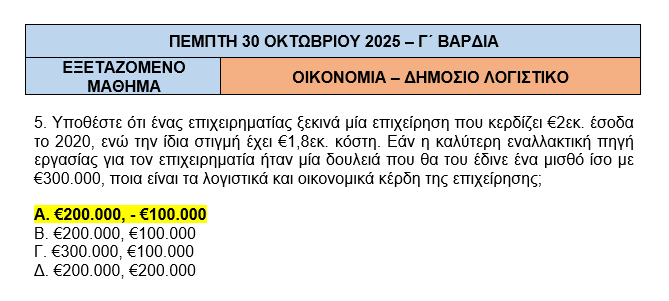 ΠΕΜΠΤΗ 30 ΟΚΤΩΒΡΙΟΥ 2025 – Γ΄ ΒΑΡΔΙΑ
ΕΞΕΤΑΖΟΜΕΝΟ
ΜΑΘΗΜΑ
ΟΙΚΟΝΟΜΙΑ – ΔΗΜΟΣΙΟ ΛΟΓΙΣΤΙΚΟ
5. Υποθέστε ότι ένας επιχειρηματίας ξεκινά μία επιχείρηση που κερδίζει €2εκ. έσοδα
το 2020, ενώ την ίδια στιγμή έχει €1,8εκ. κόστη. Εάν η καλύτερη εναλλακτική πηγή
εργασίας για τον επιχειρηματία ήταν μία δουλειά που θα του έδινε ένα μισθό ίσο με
€300.000, ποια είναι τα λογιστικά και οικονομικά κέρδη της επιχείρησης;
Α. €200.000, - €100.000
Β. €200.000, €100.000
Γ. €300.000, €100.000
Δ. €200.000, €200.000